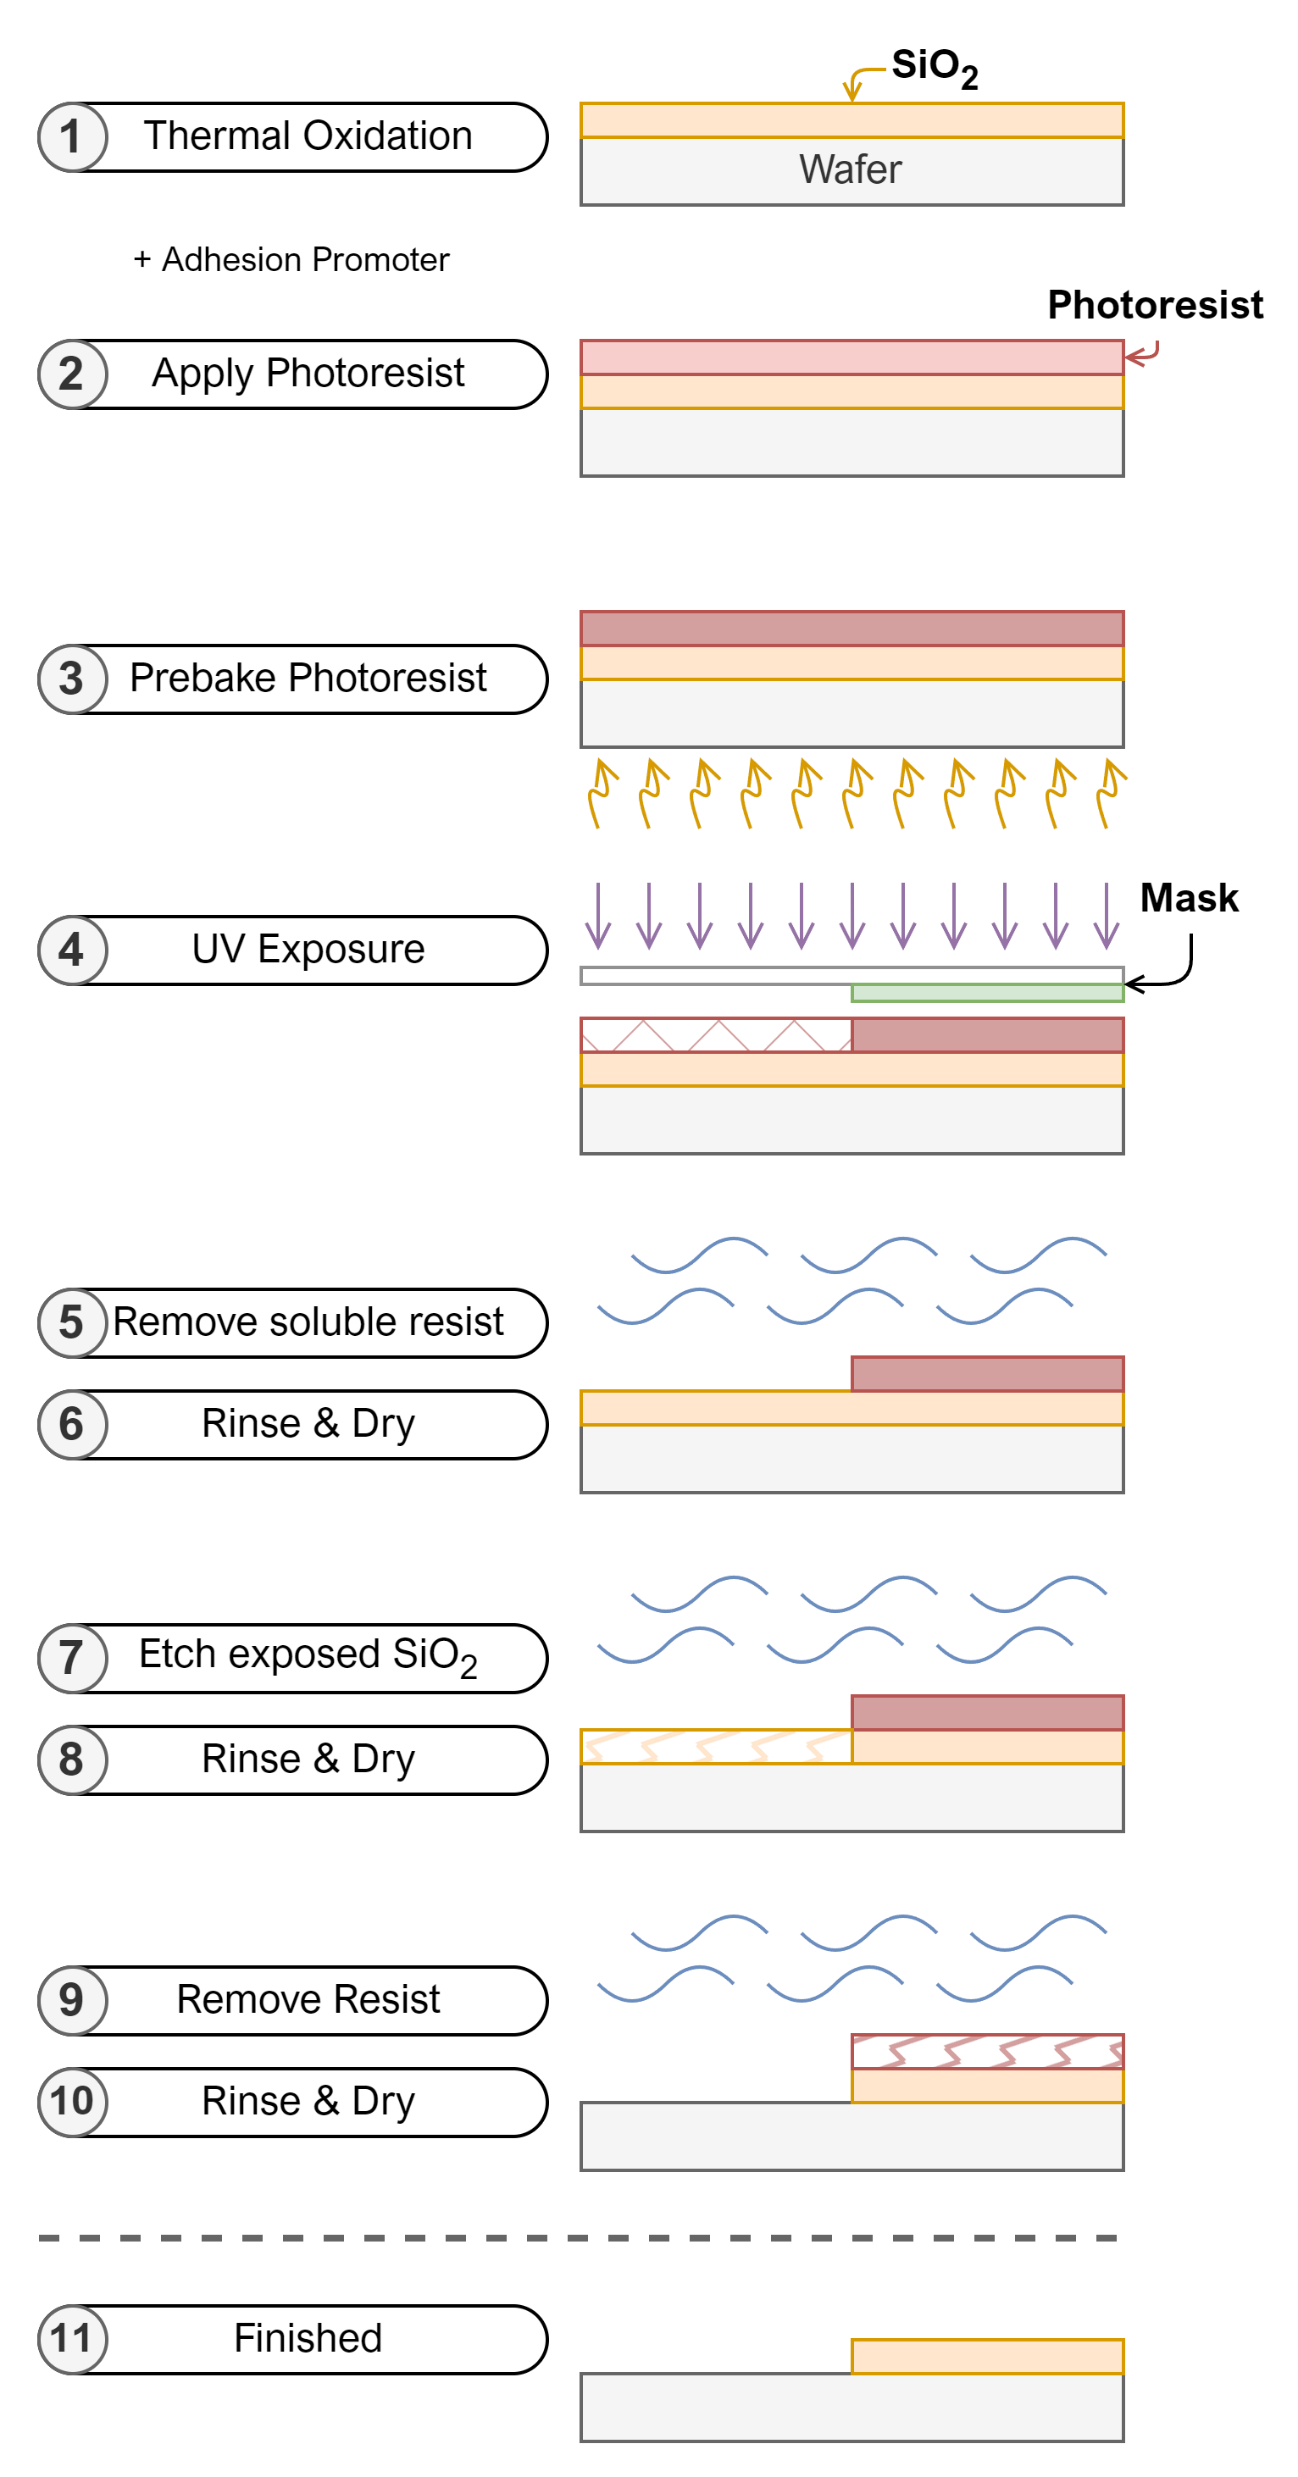 SiO₂
1 Thermal Oxidation
Wafer
+ Adhesion Promoter
Photoresist
2 Apply Photoresist
3 Prebake Photoresist
Mask
4 UV Exposure
5 Remove soluble resist
6 Rinse & Dry
7 Etch exposed SiO₂
8 Rinse & Dry
9 Remove Resist
10 Rinse & Dry
11 Finished